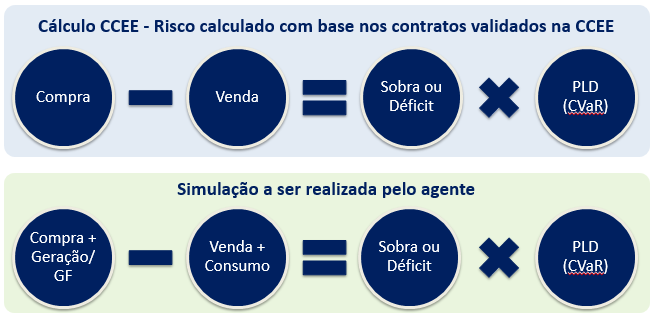 Cálculo CCEE - Risco calculado com base nos contratos validados na CCEE
Compra
Venda
Sobra ou
Déficit
PLD
(CVaR)
Simulação a ser realizada pelo agente
Compra +
Geração/
GF
Venda +
Consumo
Sobra ou
Déficit
PLD
(CVaR)